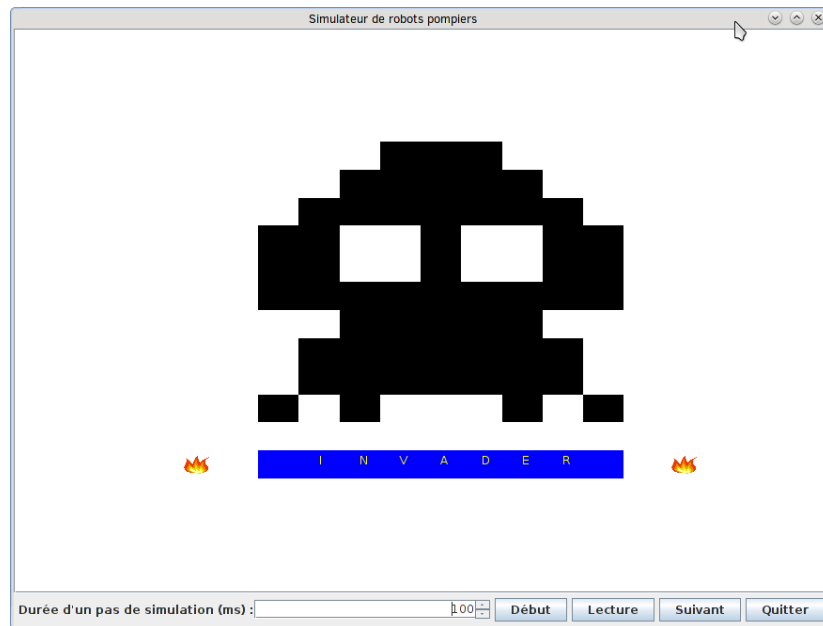 Simulateur de robots pompiers
I N V A D E R
Durée d'un pas de simulation (ms) : 100 Début Lecture Suivant Quitter